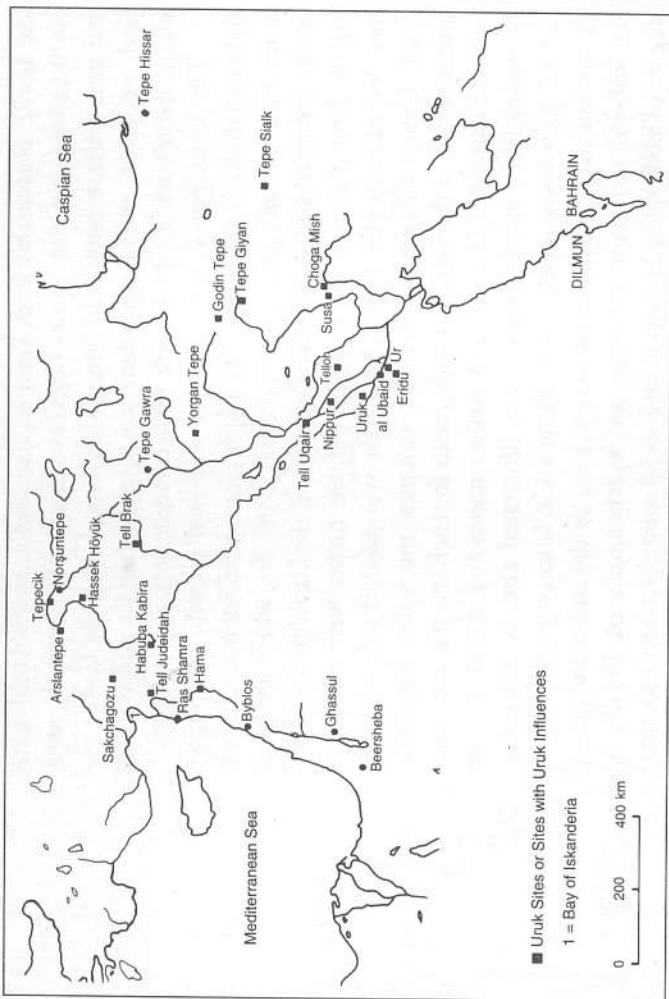 Caspian Sea
Tepe Hissar
Tepe Sialk
Tepecik
Norşuntepe
Arslantepe
Hassek Höyük
Tepe Gawra
Yorgan Tepe
Godin Tepe
Tepe Giyan
Tell Brak
Sakchagozu
Habuba Kabira
1
Tell Judeidah
Ras Shamra
Hama
Byblos
Choga Mish
Susa
Tell Uqair
Nippur
Telloh
Uruk
al Ubaid
Ur
Eridu
Mediterranean Sea
Ghassul
Beersheba
DILMUN
BAHRAIN
■ Uruk Sites or Sites with Uruk Influences
1 = Bay of Iskanderia
0 200 400 km